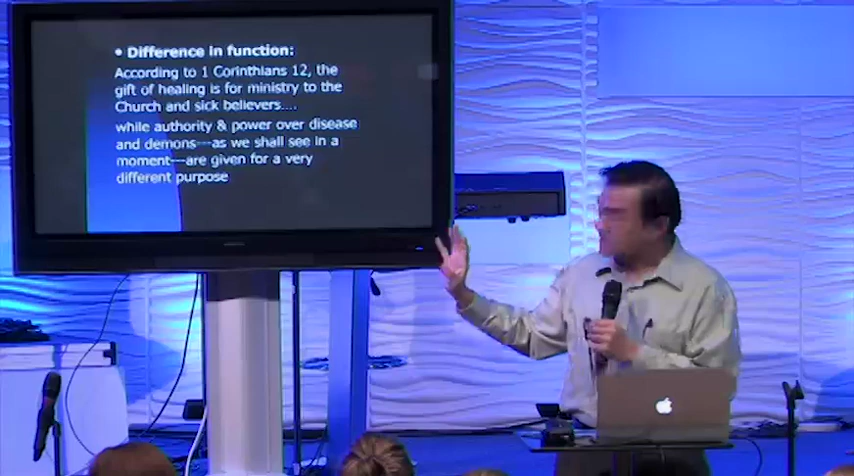 • Difference in function:
According to 1 Corinthians 12, the
gift of healing is for ministry to the
Church and sick believers....
while authority & power over disease
and demons—as we shall see in a
moment—are given for a very
different purpose